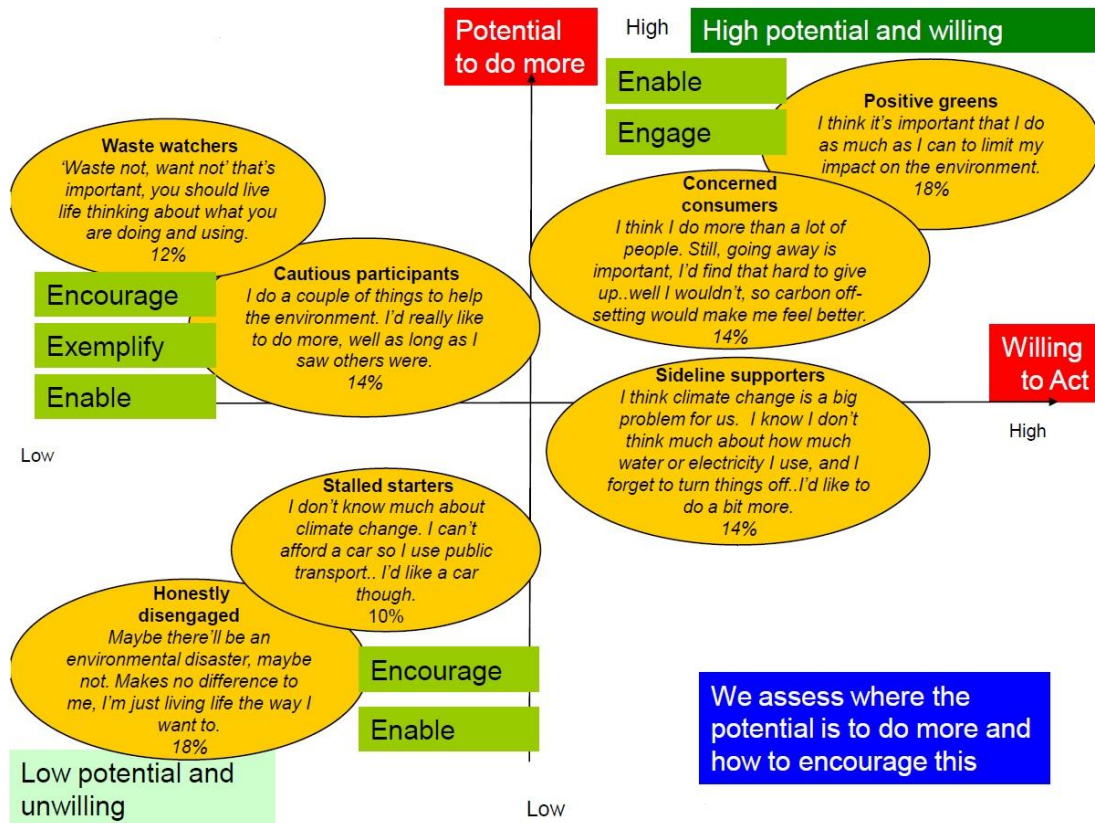 Potential
to do more
High
High potential and willing
Enable
Engage
Positive greens
I think it's important that I do
as much as I can to limit my
impact on the environment.
18%
Waste watchers
'Waste not, want not' that's
important, you should live
life thinking about what you
are doing and using.
12%
Concerned
consumers
I think I do more than a lot of
people. Still, going away is
important, I'd find that hard to give
up..well I wouldn't, so carbon off-
setting would make me feel better.
14%
Cautious participants
I do a couple of things to help
the environment. I'd really like
to do more, well as long as I
saw others were.
14%
Encourage
Exemplify
Enable
Willing
to Act
High
Low
Sideline supporters
I think climate change is a big
problem for us. I know I don't
think much about how much
water or electricity I use, and I
forget to turn things off..I'd like to
do a bit more.
14%
Stalled starters
I don't know much about
climate change. I can't
afford a car so I use public
transport.. I'd like a car
though.
10%
Honestly
disengaged
Maybe there'll be an
environmental disaster, maybe
not. Makes no difference to
me, I'm just living life the way I
want to.
18%
Encourage
Enable
We assess where the
potential is to do more and
how to encourage this
Low potential and
unwilling
Low